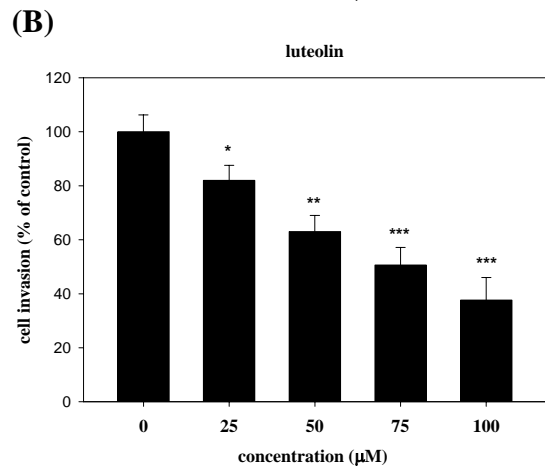 (B)
luteolin
cell invasion (% of control)
120
100
80
60
40
20
0
*
**
***
***
0 25 50 75 100
concentration (μM)